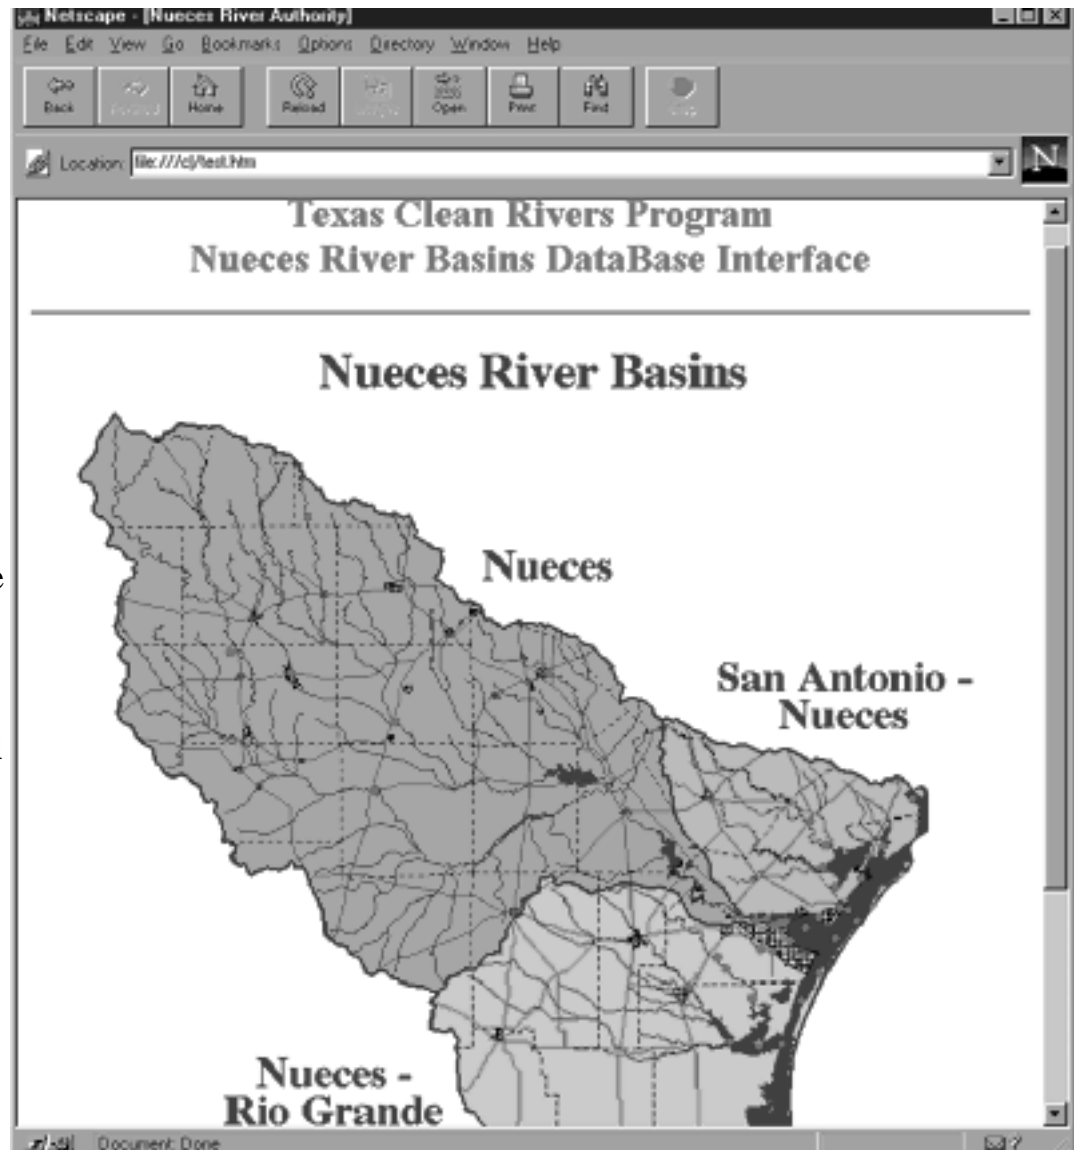 Netscape - [Nueces River Authority]
File Edit View Go Bookmarks Options Directory Window Help
Back Home Reload Open Print Find
Location: file:///c|/test.htm
N
Texas Clean Rivers Program
Nueces River Basins DataBase Interface
Nueces River Basins
Nueces
San Antonio -
Nueces
Nueces -
Rio Grande
Document: Done